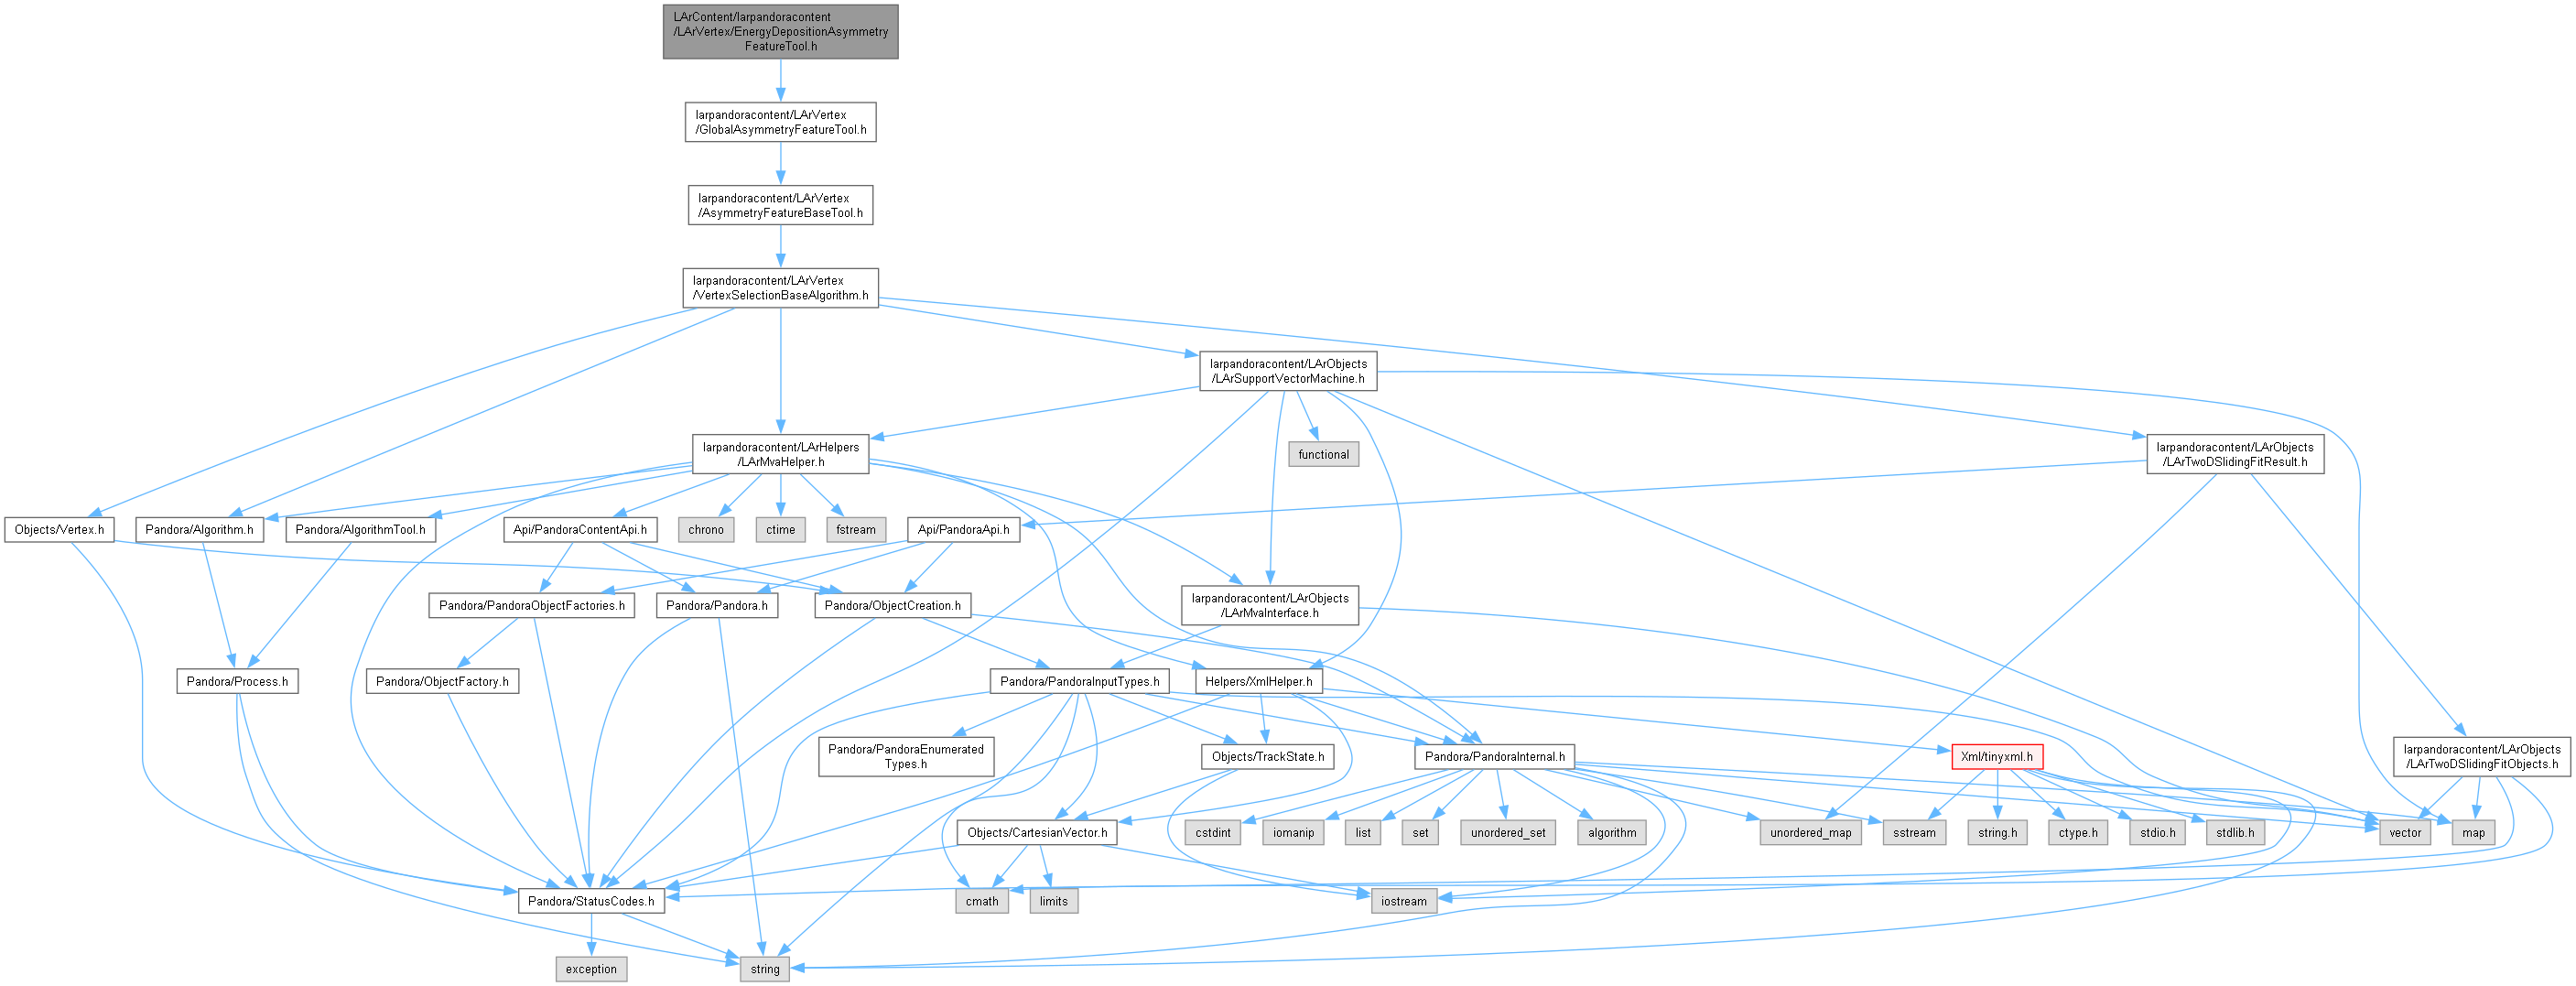 LArContent/larpandoracontent
/LArVertex/EnergyDepositionAsymmetry
FeatureTool.h
larpandoracontent/LArVertex
/GlobalAsymmetryFeatureTool.h
larpandoracontent/LArVertex
/AsymmetryFeatureBaseTool.h
larpandoracontent/LArVertex
/VertexSelectionBaseAlgorithm.h
larpandoracontent/LArObjects
/LArSupportVectorMachine.h
larpandoracontent/LArHelpers
/LArMvaHelper.h
functional
larpandoracontent/LArObjects
/LArTwoDSlidingFitResult.h
Objects/Vertex.h
Pandora/Algorithm.h
Pandora/AlgorithmTool.h
Api/PandoraContentApi.h
chrono
ctime
fstream
Api/PandoraApi.h
Pandora/PandoraObjectFactories.h
Pandora/Pandora.h
Pandora/ObjectCreation.h
larpandoracontent/LArObjects
/LArMvaInterface.h
Pandora/Process.h
Pandora/ObjectFactory.h
Pandora/PandoraInputTypes.h
Helpers/XmlHelper.h
Pandora/PandoraEnumerated
Types.h
Objects/TrackState.h
Pandora/PandoraInternal.h
Xml/tinyxml.h
larpandoracontent/LArObjects
/LArTwoDSlidingFitObjects.h
Objects/CartesianVector.h
cstdint
iomanip
list
set
unordered_set
algorithm
unordered_map
sstream
string.h
ctype.h
stdio.h
stdlib.h
vector
map
Pandora/StatusCodes.h
cmath
limits
iostream
exception
string